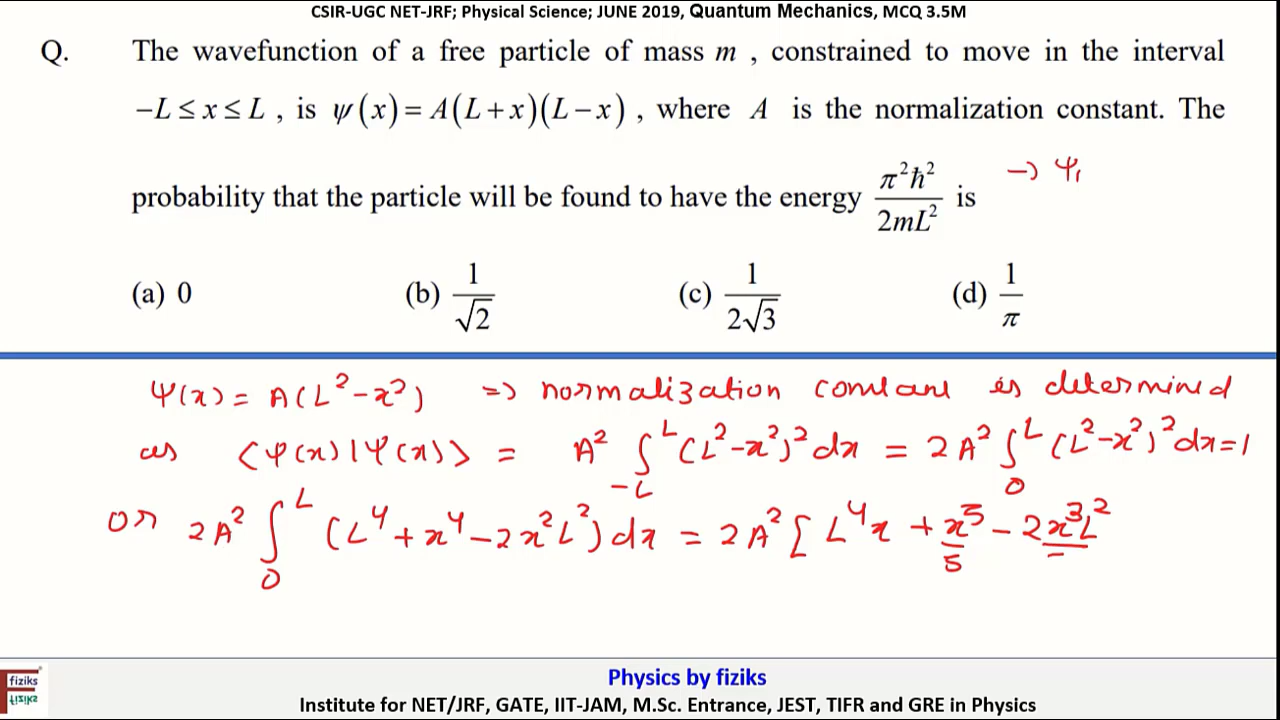 CSIR-UGC NET-JRF; Physical Science; JUNE 2019, Quantum Mechanics, MCQ 3.5M
Q. The wavefunction of a free particle of mass m , constrained to move in the interval
−L ≤ x ≤ L , is ψ(x) = A(L+x)(L−x) , where A is the normalization constant. The
probability that the particle will be found to have the energy π²ħ²/2mL² is → Ψ₁
(a) 0 (b) 1/√2 (c) 1/2√3 (d) 1/π
Ψ(x) = A(L²−x²) ⇒ normalization constant is determined
as ⟨Ψ(x)|Ψ(x)⟩ = A² ∫_{-L}^{L} (L²−x²)² dx = 2A² ∫_0^L (L²−x²)² dx = 1
or 2A² ∫_0^L (L⁴ + x⁴ − 2x²L²) dx = 2A² [ L⁴x + x⁵/5 − 2x³L²
fiziks
Physics by fiziks
Institute for NET/JRF, GATE, IIT-JAM, M.Sc. Entrance, JEST, TIFR and GRE in Physics